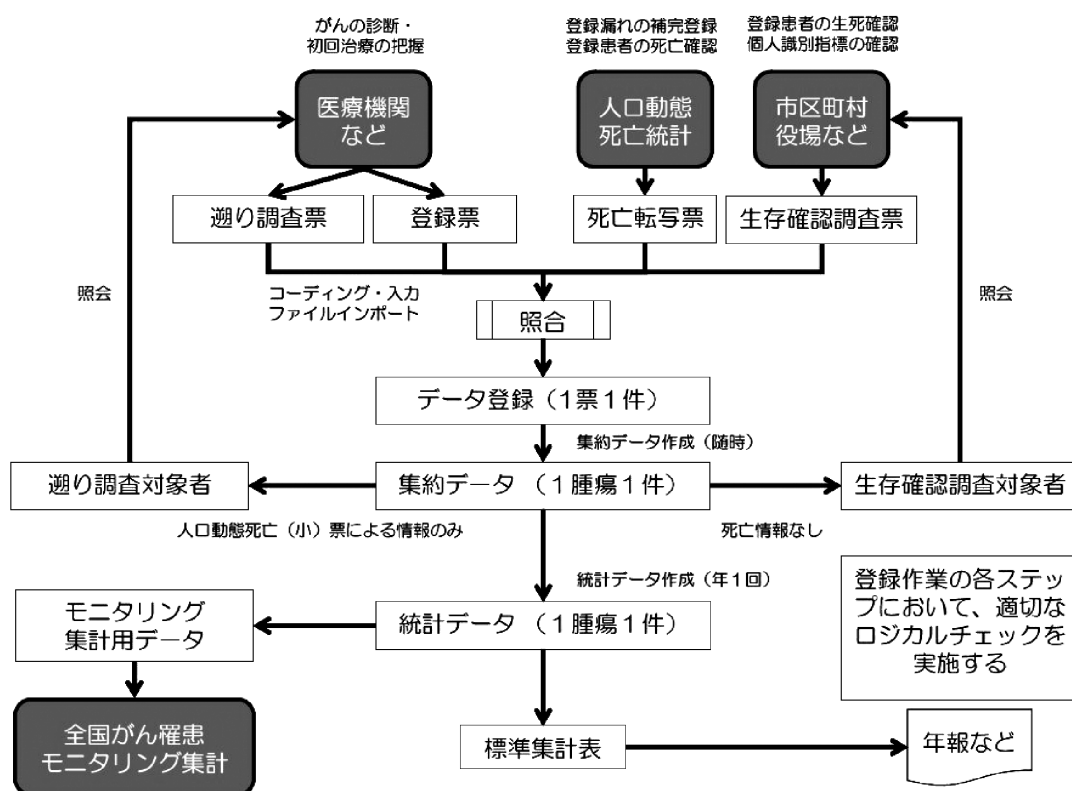 がんの診断・
初回治療の把握
登録漏れの補完登録
登録患者の死亡確認
登録患者の生死確認
個人識別指標の確認
医療機関
など
人口動態
死亡統計
市区町村
役場など
遡り調査票
登録票
死亡転写票
生存確認調査票
照会
コーディング・入力
ファイルインポート
照会
照合
データ登録（１票１件）
集約データ作成（随時）
遡り調査対象者
集約データ（１腫瘍１件）
生存確認調査対象者
人口動態死亡（小）票による情報のみ
死亡情報なし
統計データ作成（年１回）
モニタリング
集計用データ
統計データ（１腫瘍１件）
登録作業の各ステッ
プにおいて、適切な
ロジカルチェックを
実施する
全国がん罹患
モニタリング集計
標準集計表
年報など